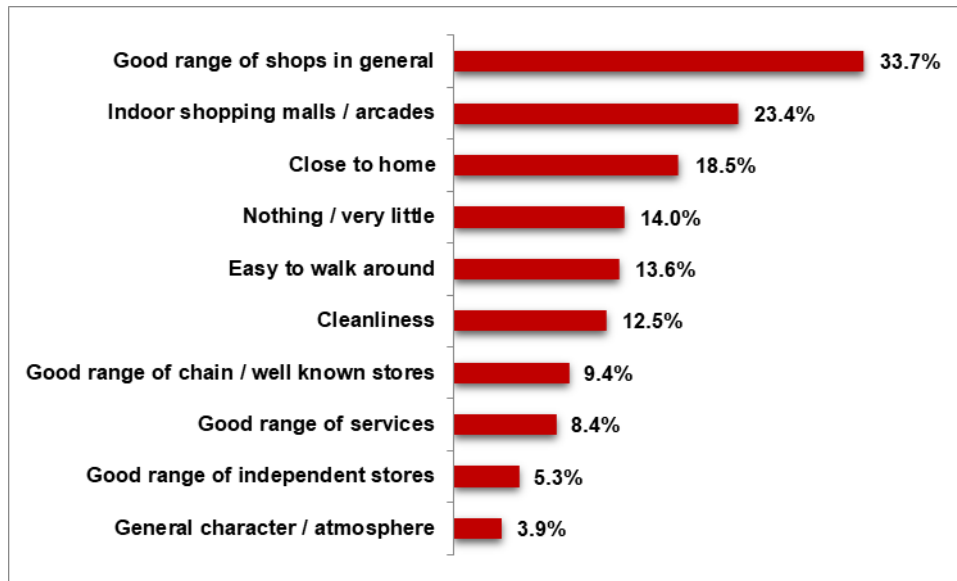 Good range of shops in general 33.7%
Indoor shopping malls / arcades 23.4%
Close to home 18.5%
Nothing / very little 14.0%
Easy to walk around 13.6%
Cleanliness 12.5%
Good range of chain / well known stores 9.4%
Good range of services 8.4%
Good range of independent stores 5.3%
General character / atmosphere 3.9%